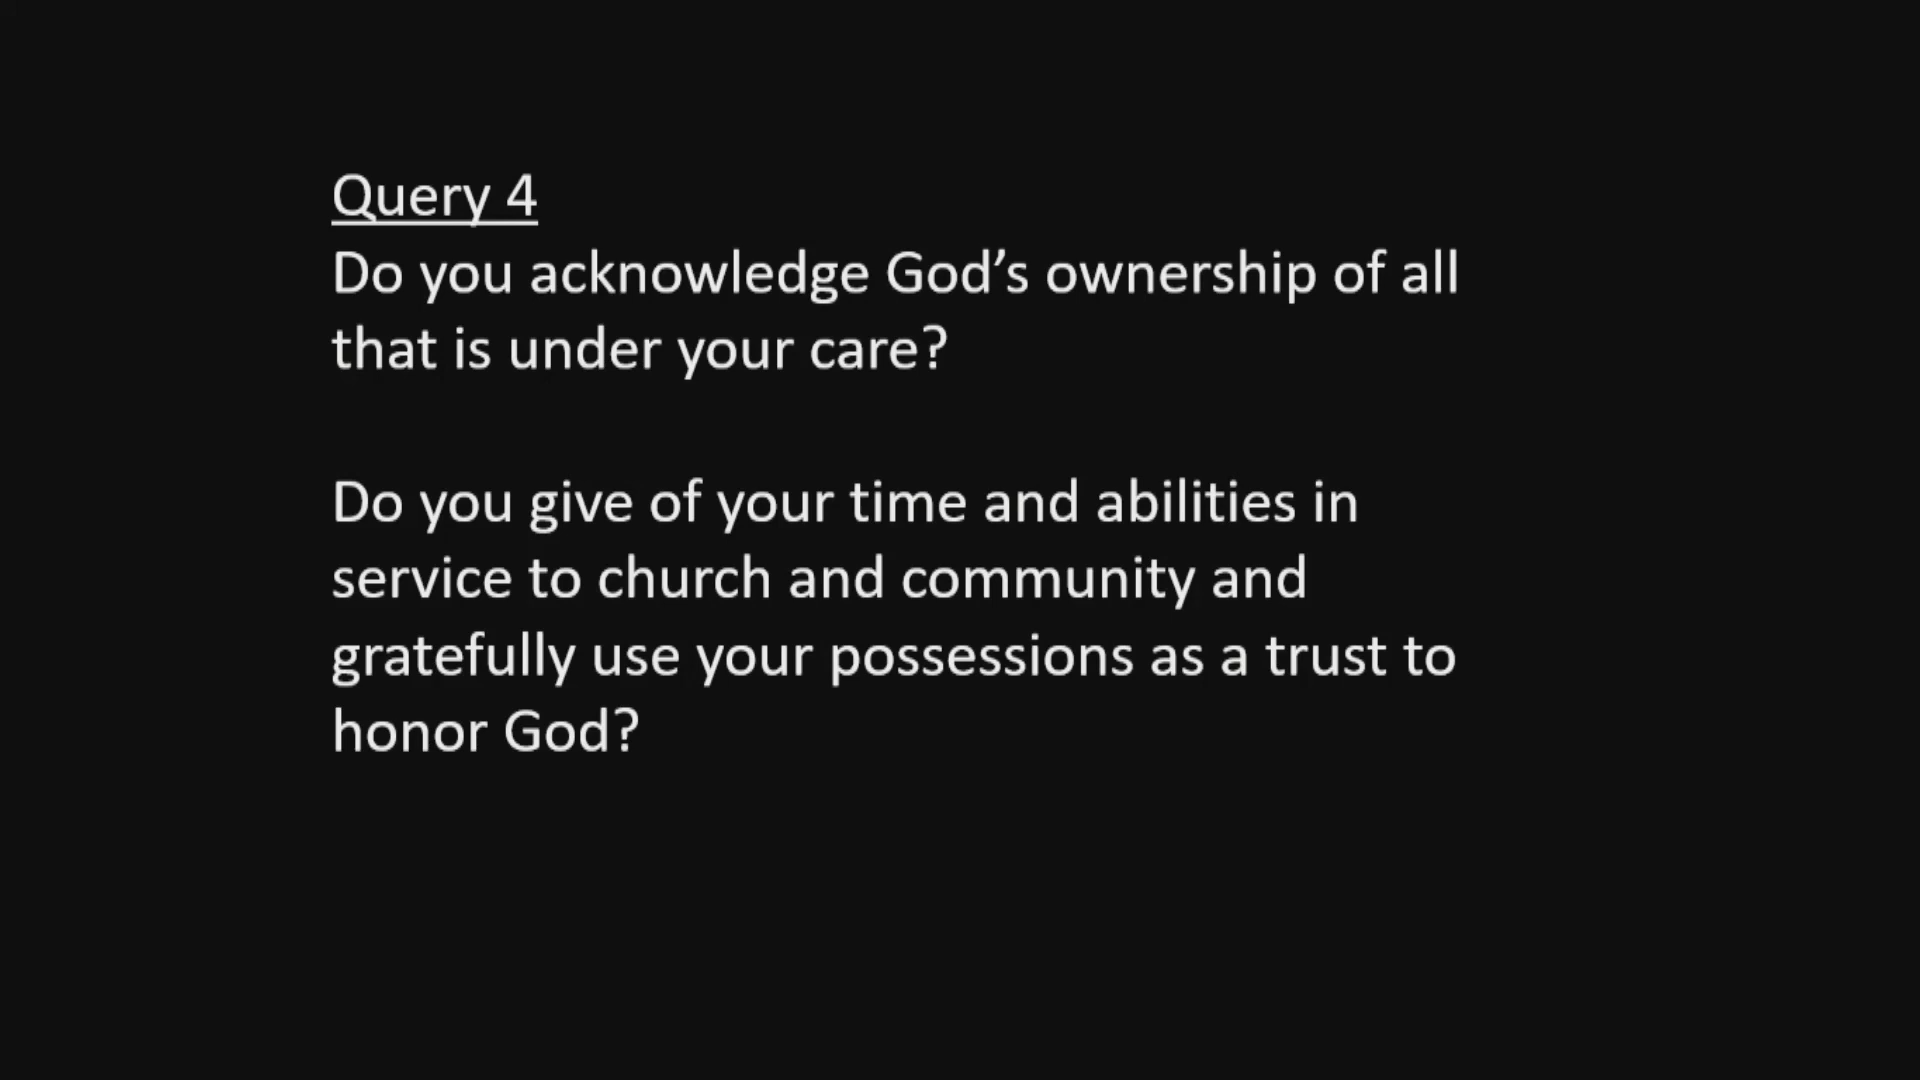 Query 4
Do you acknowledge God’s ownership of all
that is under your care?
Do you give of your time and abilities in
service to church and community and
gratefully use your possessions as a trust to
honor God?